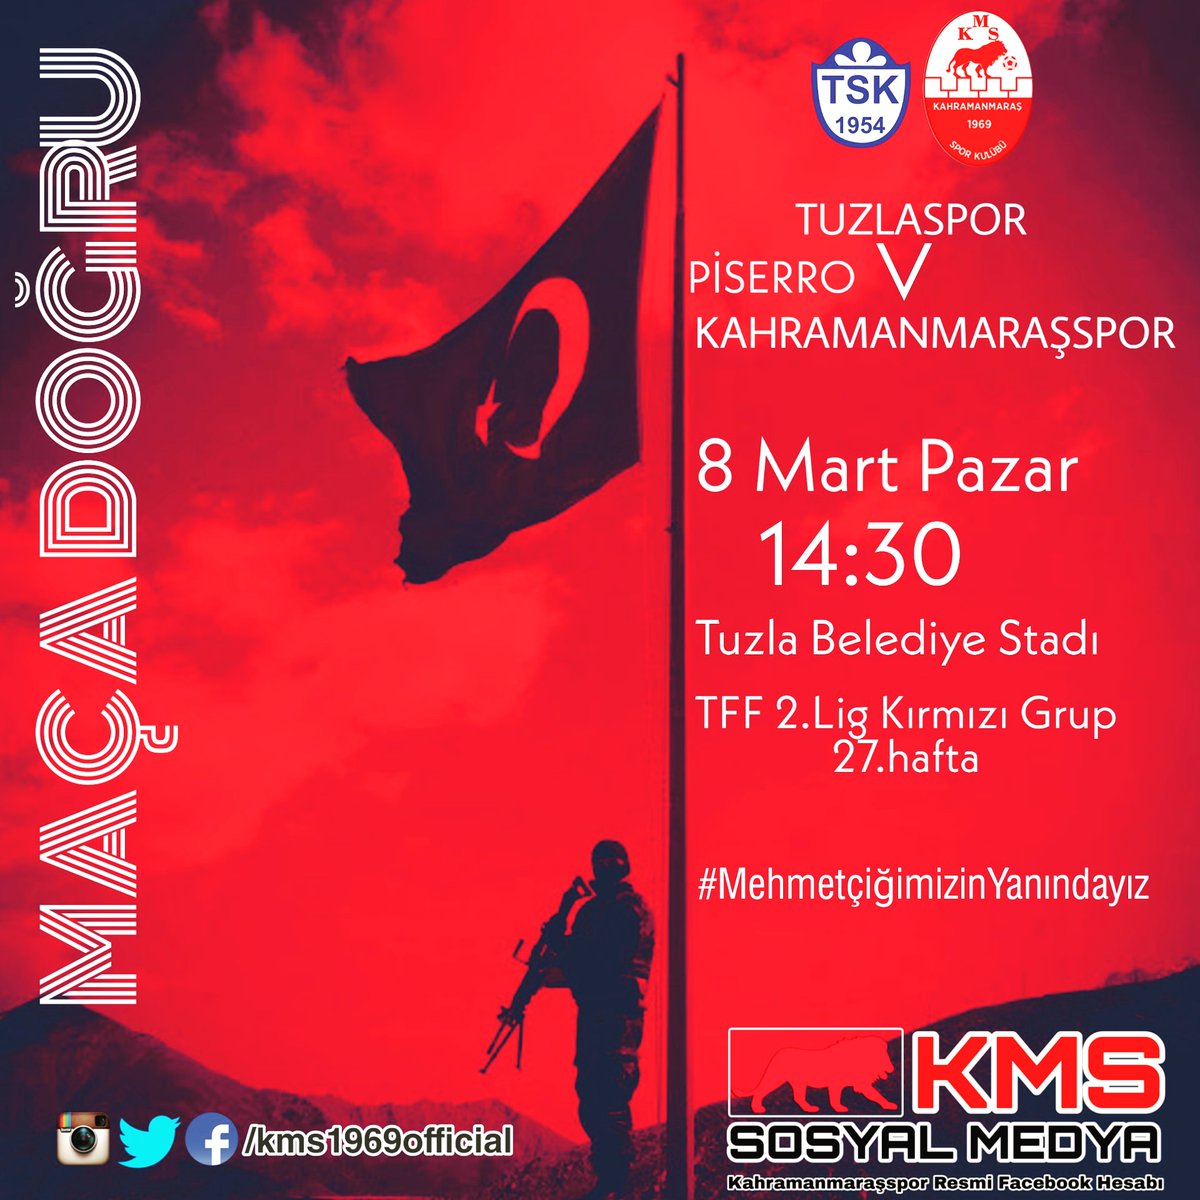 MAÇA DOĞRU
TSK
1954
KMS
KAHRAMANMARAŞ
1969
SPOR KULÜBÜ
TUZLASPOR
V
PİSERRO
KAHRAMANMARAŞSPOR
8 Mart Pazar
14:30
Tuzla Belediye Stadı
TFF 2.Lig Kırmızı Grup
27.hafta
#MehmetçiğimizinYanındayız
KMS
SOSYAL MEDYA
Kahramanmaraşspor Resmi Facebook Hesabı
/kms1969official